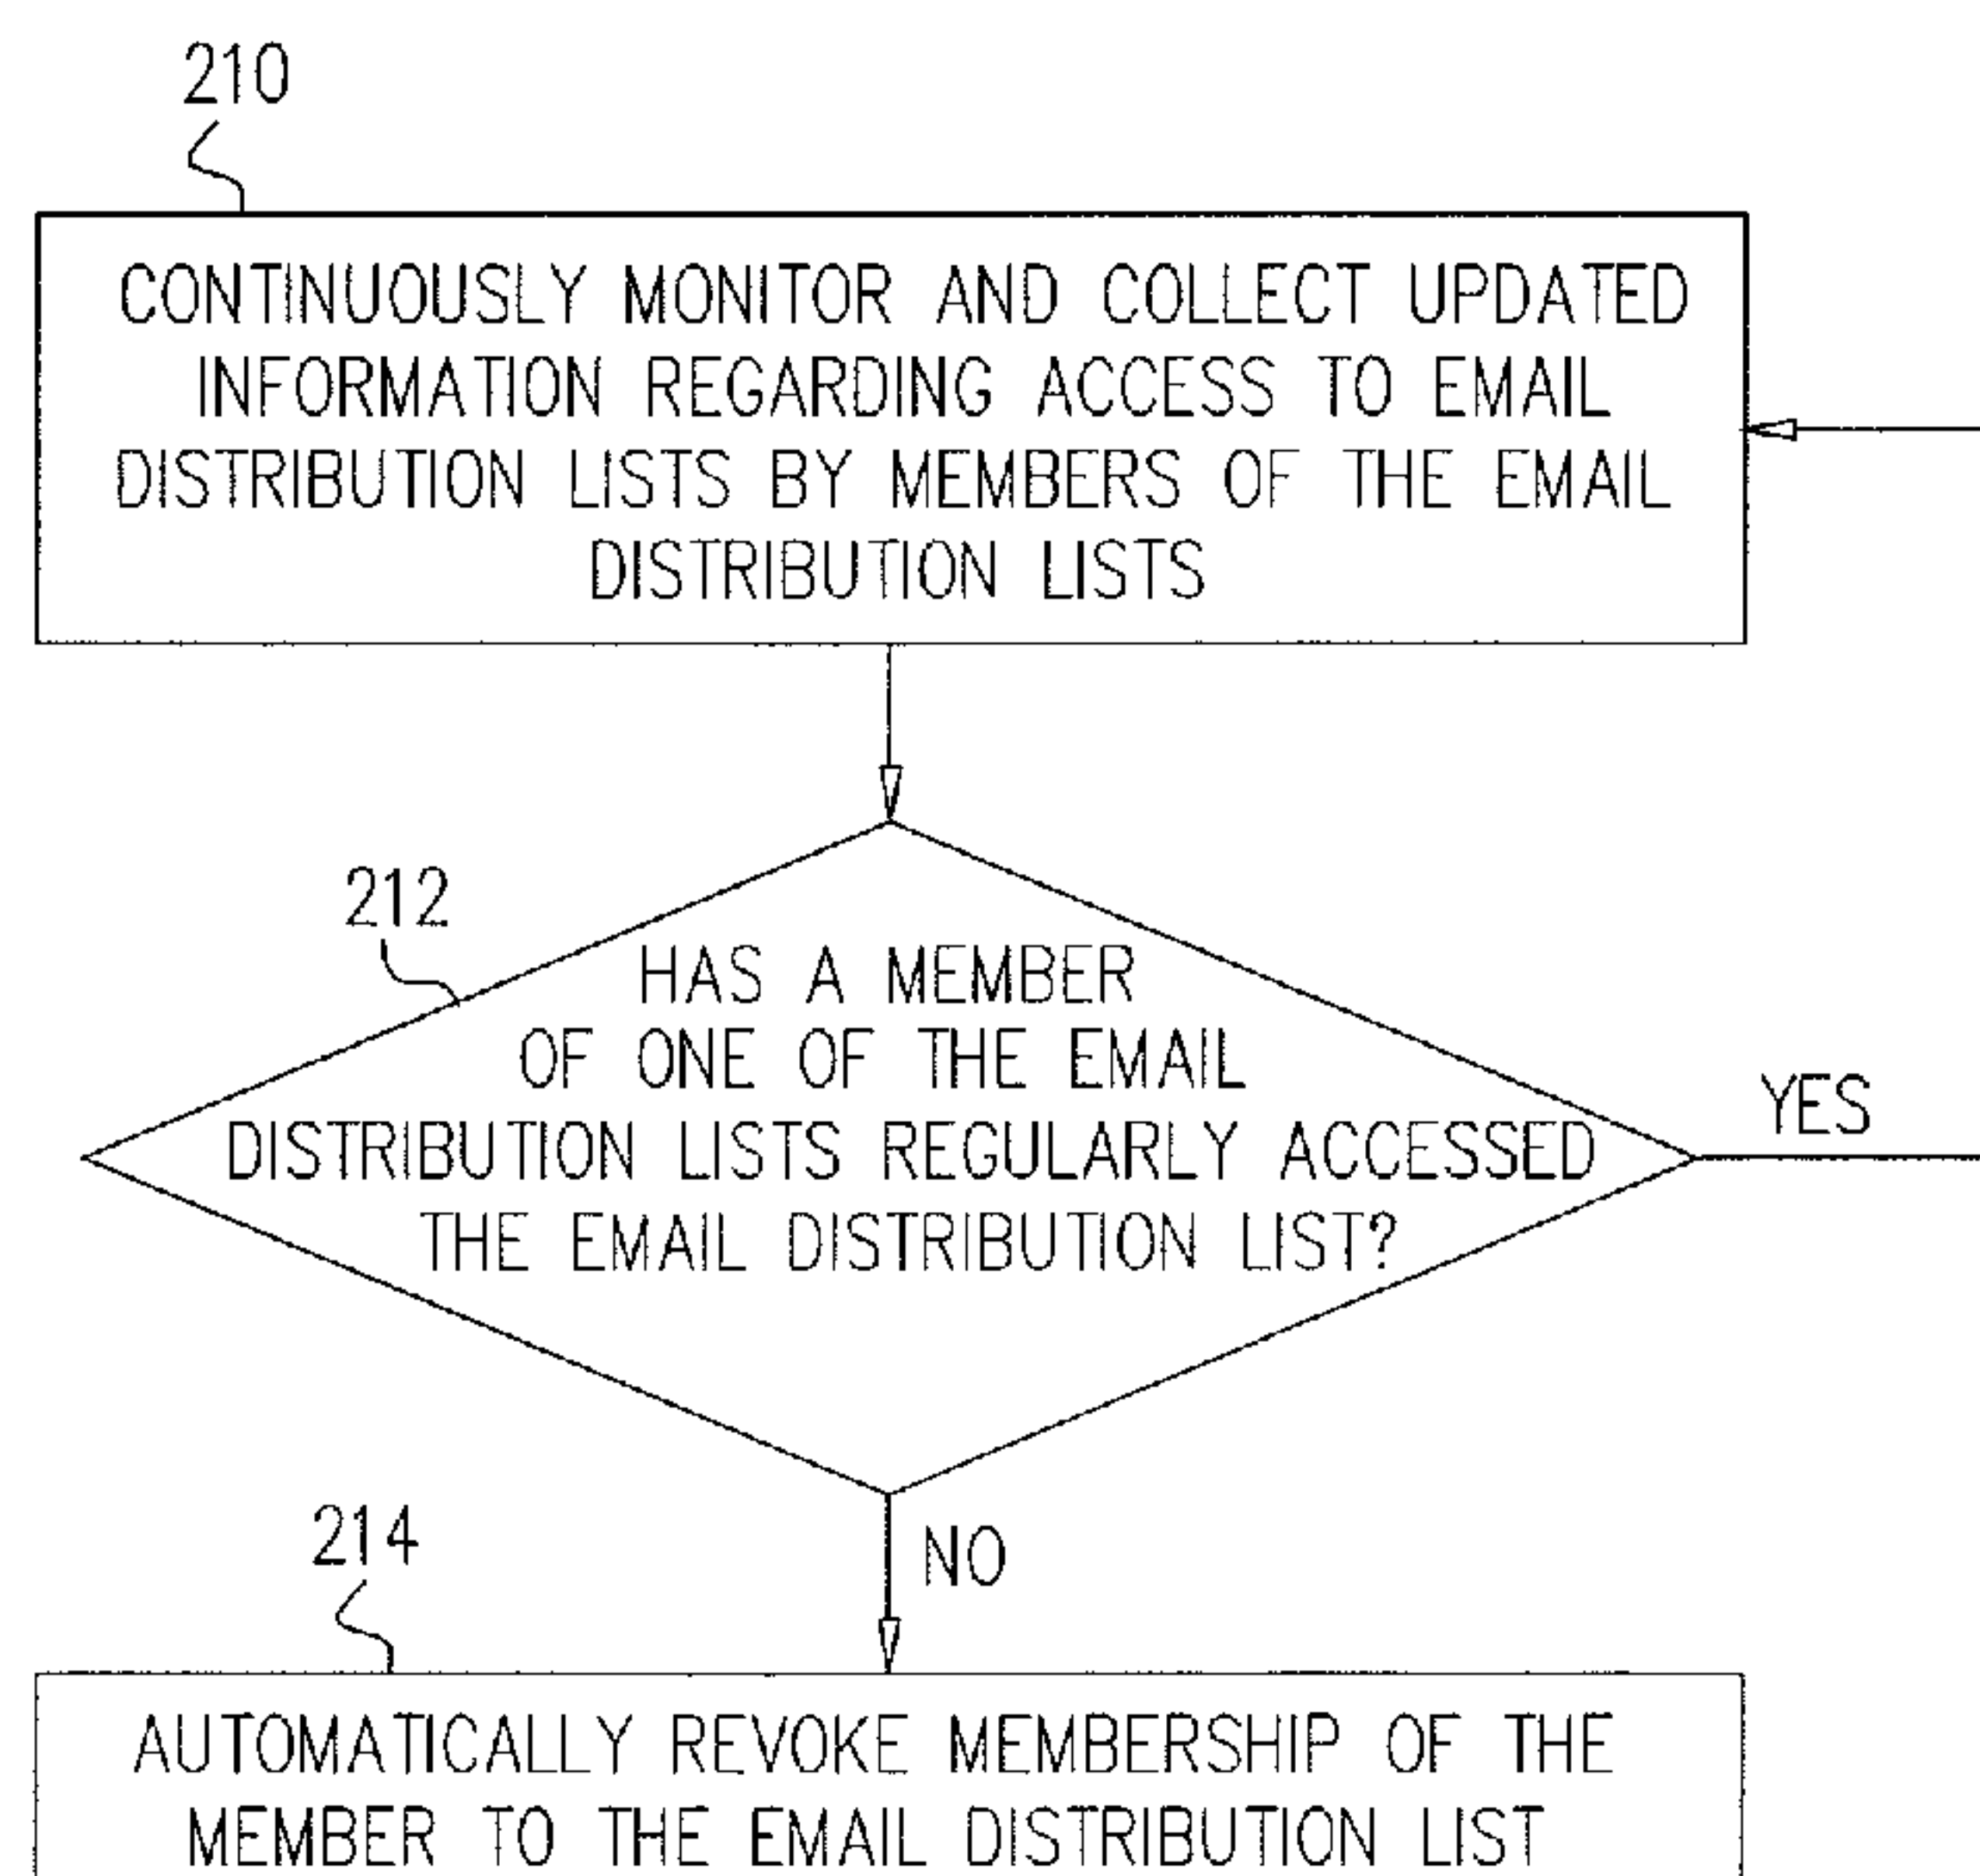 210
CONTINUOUSLY MONITOR AND COLLECT UPDATED
INFORMATION REGARDING ACCESS TO EMAIL
DISTRIBUTION LISTS BY MEMBERS OF THE EMAIL
DISTRIBUTION LISTS
212
HAS A MEMBER
OF ONE OF THE EMAIL
DISTRIBUTION LISTS REGULARLY ACCESSED
THE EMAIL DISTRIBUTION LIST?
YES
NO
214
AUTOMATICALLY REVOKE MEMBERSHIP OF THE
MEMBER TO THE EMAIL DISTRIBUTION LIST